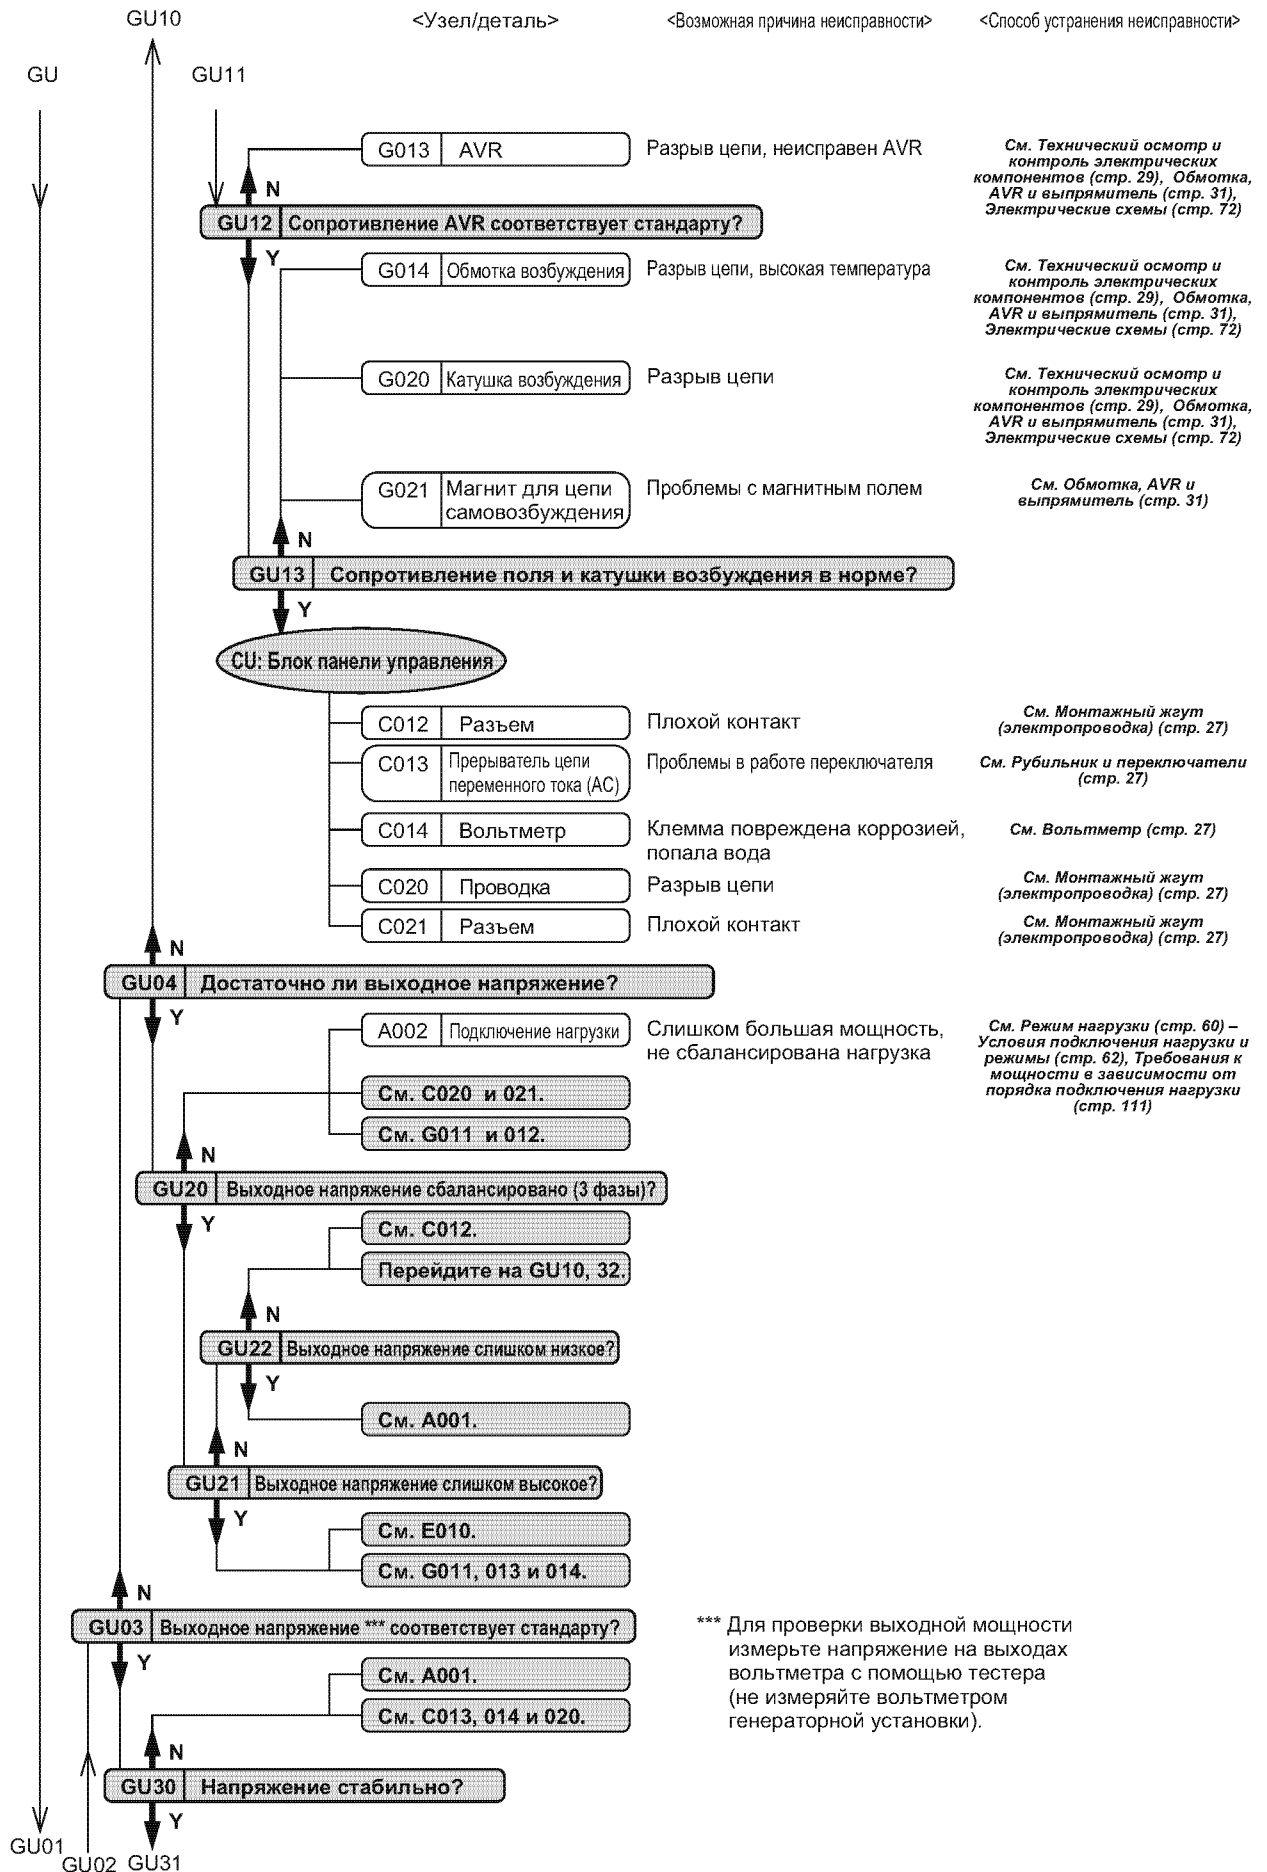 GU10 <Узел/деталь> <Возможная причина неисправности> <Способ устранения неисправности>
GU GU11
G013 AVR Разрыв цепи, неисправен AVR
См. Технический осмотр и
контроль электрических
компонентов (стр. 29), Обмотка,
AVR и выпрямитель (стр. 31),
Электрические схемы (стр. 72)
N
GU12 Сопротивление AVR соответствует стандарту?
Y
G014 Обмотка возбуждения Разрыв цепи, высокая температура
См. Технический осмотр и
контроль электрических
компонентов (стр. 29), Обмотка,
AVR и выпрямитель (стр. 31),
Электрические схемы (стр. 72)
G020 Катушка возбуждения Разрыв цепи
См. Технический осмотр и
контроль электрических
компонентов (стр. 29), Обмотка,
AVR и выпрямитель (стр. 31),
Электрические схемы (стр. 72)
G021 Магнит для цепи
самовозбуждения
Проблемы с магнитным полем
См. Обмотка, AVR и
выпрямитель (стр. 31)
N
GU13 Сопротивление поля и катушки возбуждения в норме?
Y
CU: Блок панели управления
C012 Разъем Плохой контакт
См. Монтажный жгут
(электропроводка) (стр. 27)
C013 Прерыватель цепи
переменного тока (AC)
Проблемы в работе переключателя
См. Рубильник и переключатели
(стр. 27)
C014 Вольтметр Клемма повреждена коррозией,
попала вода
См. Вольтметр (стр. 27)
C020 Проводка Разрыв цепи
См. Монтажный жгут
(электропроводка) (стр. 27)
C021 Разъем Плохой контакт
См. Монтажный жгут
(электропроводка) (стр. 27)
N
GU04 Достаточно ли выходное напряжение?
Y
A002 Подключение нагрузки Слишком большая мощность,
не сбалансирована нагрузка
См. Режим нагрузки (стр. 60) –
Условия подключения нагрузки и
режимы (стр. 62), Требования к
мощности в зависимости от
порядка подключения нагрузки
(стр. 111)
См. C020 и 021.
См. G011 и 012.
N
GU20 Выходное напряжение сбалансировано (3 фазы)?
Y
См. C012.
Перейдите на GU10, 32.
N
GU22 Выходное напряжение слишком низкое?
Y
См. A001.
N
GU21 Выходное напряжение слишком высокое?
Y
См. E010.
См. G011, 013 и 014.
N
GU03 Выходное напряжение *** соответствует стандарту?
Y
*** Для проверки выходной мощности
измерьте напряжение на выходах
вольтметра с помощью тестера
(не измеряйте вольтметром
генераторной установки).
См. A001.
См. C013, 014 и 020.
N
GU30 Напряжение стабильно?
Y
GU01 GU02 GU31